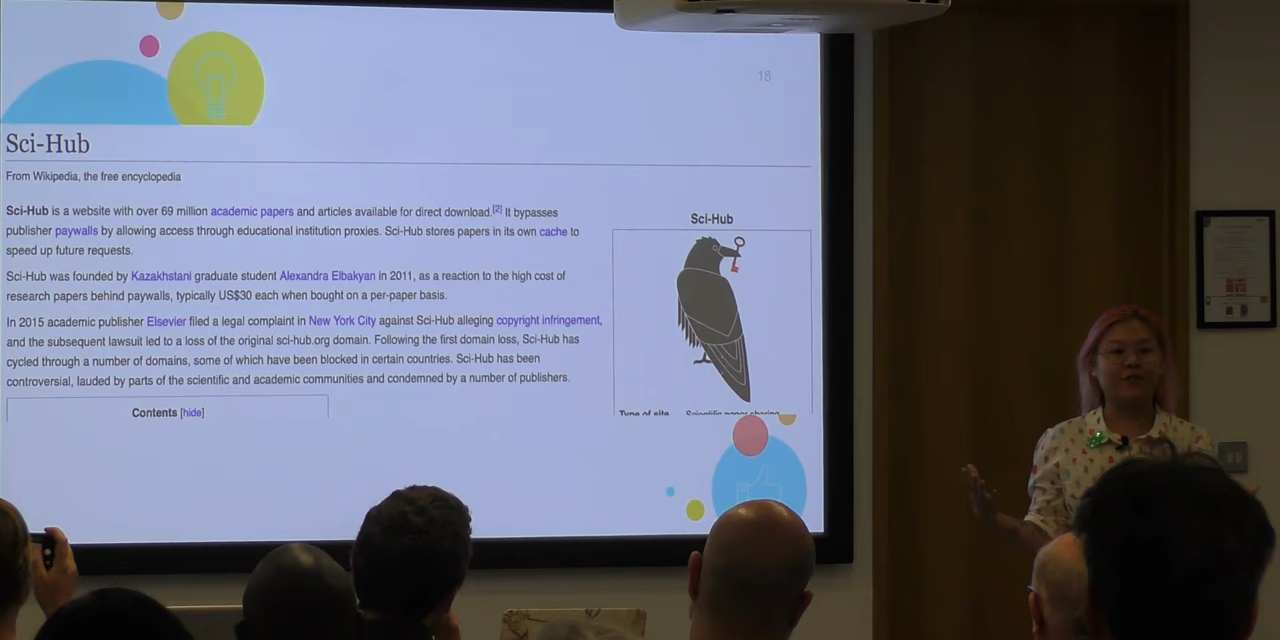 18
Sci-Hub
From Wikipedia, the free encyclopedia
Sci-Hub is a website with over 69 million academic papers and articles available for direct download.[2] It bypasses
publisher paywalls by allowing access through educational institution proxies. Sci-Hub stores papers in its own cache to
speed up future requests.
Sci-Hub was founded by Kazakhstani graduate student Alexandra Elbakyan in 2011, as a reaction to the high cost of
research papers behind paywalls, typically US$30 each when bought on a per-paper basis.
In 2015 academic publisher Elsevier filed a legal complaint in New York City against Sci-Hub alleging copyright infringement,
and the subsequent lawsuit led to a loss of the original sci-hub.org domain. Following the first domain loss, Sci-Hub has
cycled through a number of domains, some of which have been blocked in certain countries. Sci-Hub has been
controversial, lauded by parts of the scientific and academic communities and condemned by a number of publishers.
Contents [hide]
Sci-Hub
Type of site Scientific paper sharing